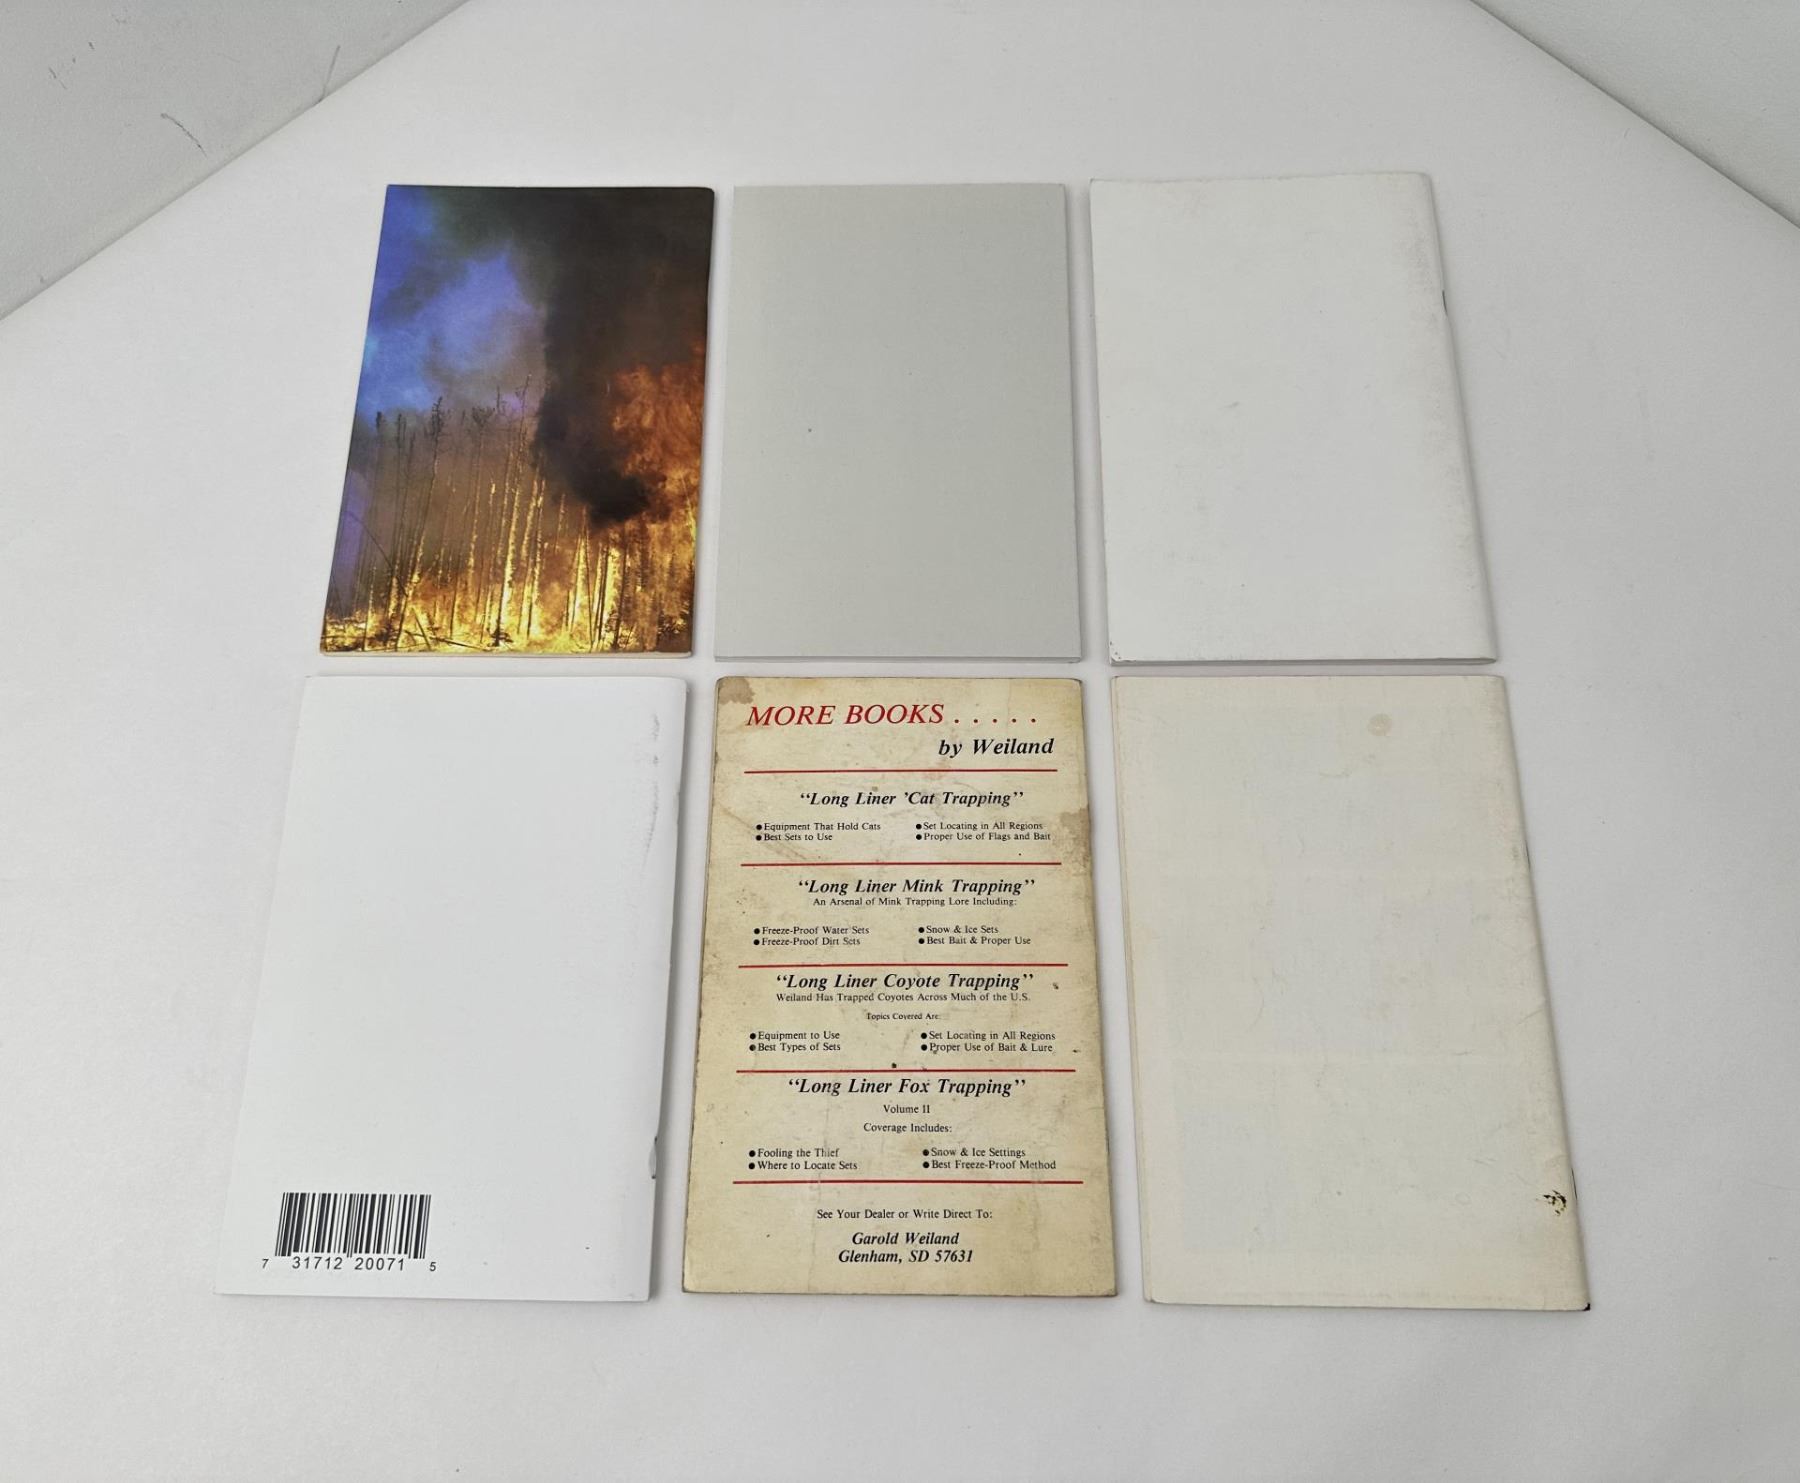 MORE BOOKS . . . . .
by Weiland
“Long Liner ’Cat Trapping”
● Equipment That Hold Cats ● Set Locating in All Regions
● Best Sets to Use ● Proper Use of Flags and Bait
“Long Liner Mink Trapping”
An Arsenal of Mink Trapping Lore Including:
● Freeze-Proof Water Sets ● Snow & Ice Sets
● Freeze-Proof Dirt Sets ● Best Bait & Proper Use
“Long Liner Coyote Trapping”
Weiland Has Trapped Coyotes Across Much of the U.S.
Topics Covered Are:
● Equipment to Use ● Set Locating in All Regions
● Best Types of Sets ● Proper Use of Bait & Lure
“Long Liner Fox Trapping”
Volume II
Coverage Includes:
● Fooling the Thief ● Snow & Ice Settings
● Where to Locate Sets ● Best Freeze-Proof Method
See Your Dealer or Write Direct To:
Garold Weiland
Glenham, SD 57631
7 31712 20071 5